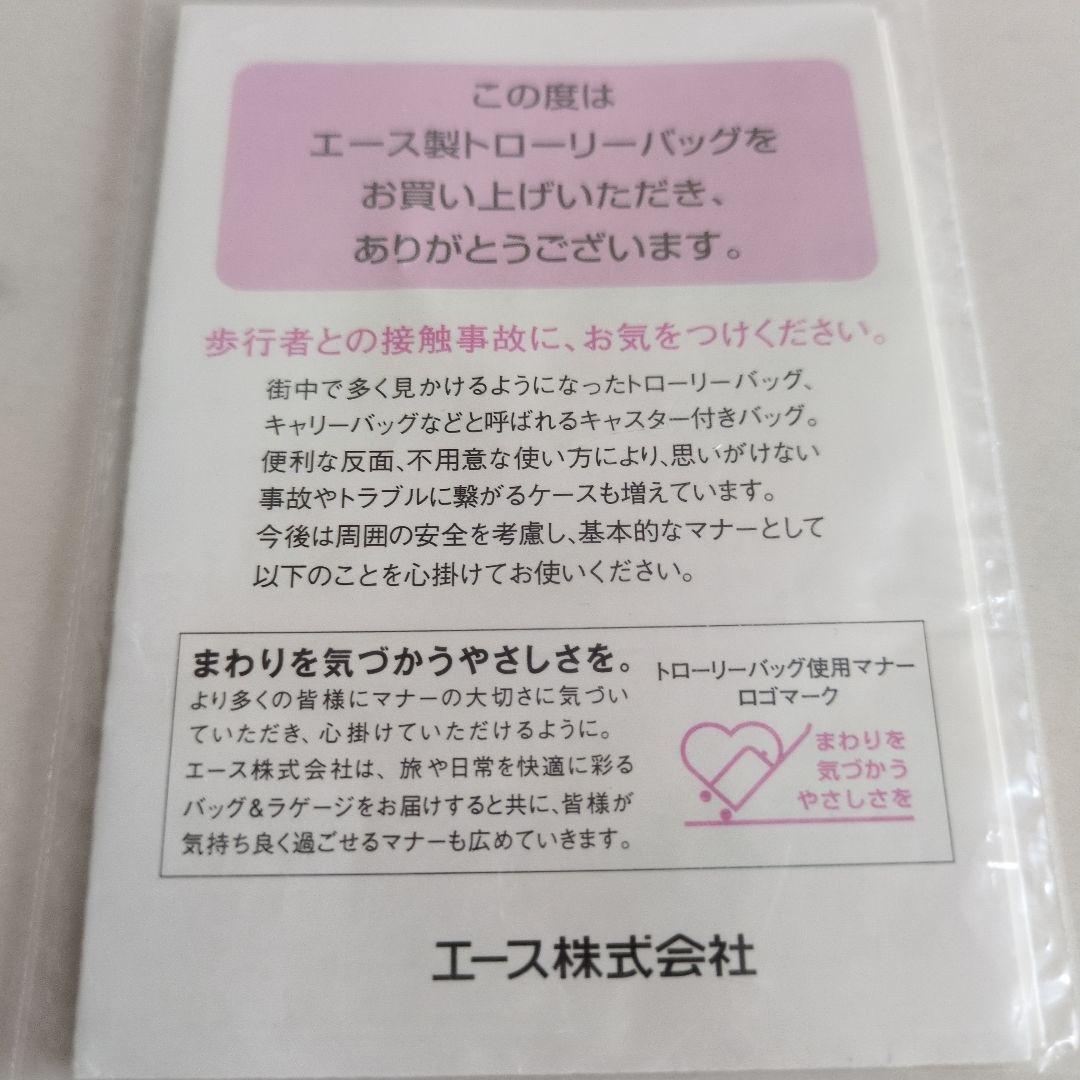 この度は
エース製トローリーバッグを
お買い上げいただき、
ありがとうございます。
歩行者との接触事故に、お気をつけください。
街中で多く見かけるようになったトローリーバッグ、
キャリーバッグなどと呼ばれるキャスター付きバッグ。
便利な反面、不用意な使い方により、思いがけない
事故やトラブルに繋がるケースも増えています。
今後は周囲の安全を考慮し、基本的なマナーとして
以下のことを心掛けてお使いください。
まわりを気づかうやさしさを。
より多くの皆様にマナーの大切さに気づい
ていただき、心掛けていただけるように。
エース株式会社は、旅や日常を快適に彩る
バッグ&ラゲージをお届けすると共に、皆様が
気持ち良く過ごせるマナーも広めていきます。
トローリーバッグ使用マナー
ロゴマーク
まわりを
気づかう
やさしさを
エース株式会社